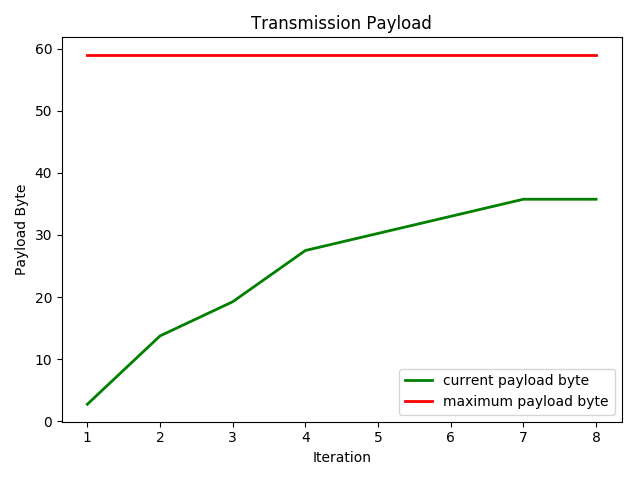 Transmission Payload
Payload Byte
60
50
40
30
20
10
0
1 2 3 4 5 6 7 8
Iteration
current payload byte
maximum payload byte